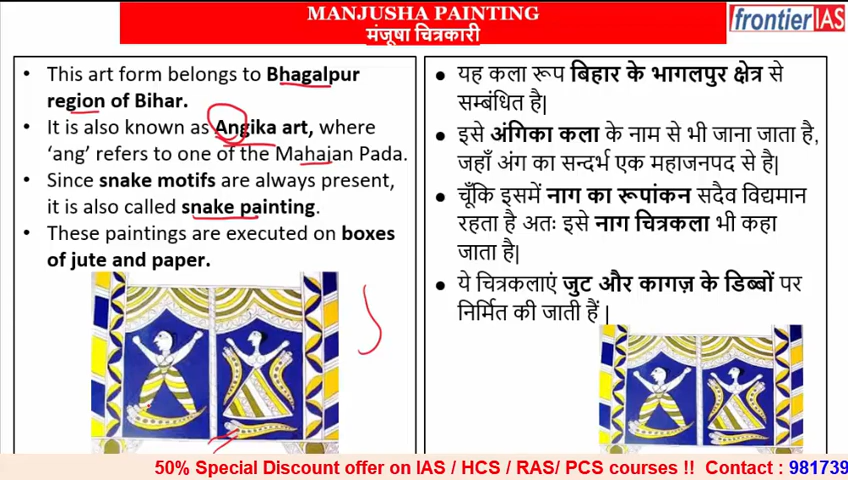 MANJUSHA PAINTING
मंजूषा चित्रकारी
frontierIAS
• This art form belongs to Bhagalpur
region of Bihar.
• It is also known as Angika art, where
‘ang’ refers to one of the Mahajan Pada.
• Since snake motifs are always present,
it is also called snake painting.
• These paintings are executed on boxes
of jute and paper.
• यह कला रूप बिहार के भागलपुर क्षेत्र से
सम्बंधित है|
• इसे अंगिका कला के नाम से भी जाना जाता है,
जहाँ अंग का सन्दर्भ एक महाजनपद से है|
• चूँकि इसमें नाग का रूपांकन सदैव विद्यमान
रहता है अतः इसे नाग चित्रकला भी कहा
जाता है|
• ये चित्रकलाएं जुट और कागज़ के डिब्बों पर
निर्मित की जाती हैं |
50% Special Discount offer on IAS / HCS / RAS/ PCS courses !! Contact : 981739